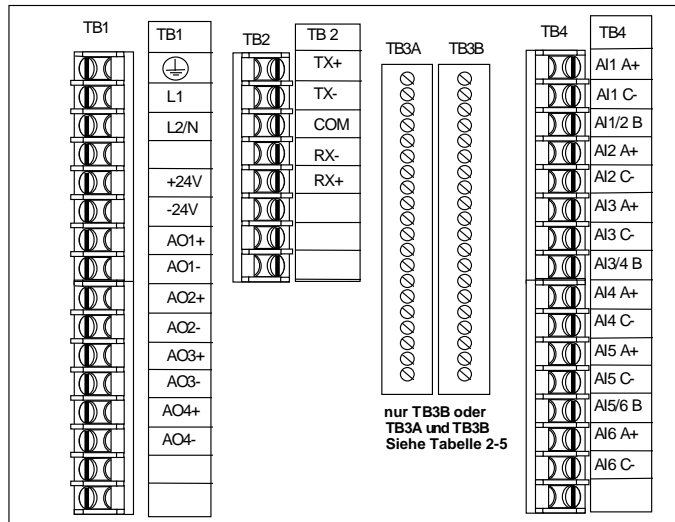 TB1
TB1
L1
L2/N
+24V
-24V
AO1+
AO1-
AO2+
AO2-
AO3+
AO3-
AO4+
AO4-
TB2
TB 2
TX+
TX-
COM
RX-
RX+
TB3A
TB3B
nur TB3B oder
TB3A und TB3B
Siehe Tabelle 2-5
TB4
TB4
AI1 A+
AI1 C-
AI1/2 B
AI2 A+
AI2 C-
AI3 A+
AI3 C-
AI3/4 B
AI4 A+
AI4 C-
AI5 A+
AI5 C-
AI5/6 B
AI6 A+
AI6 C-